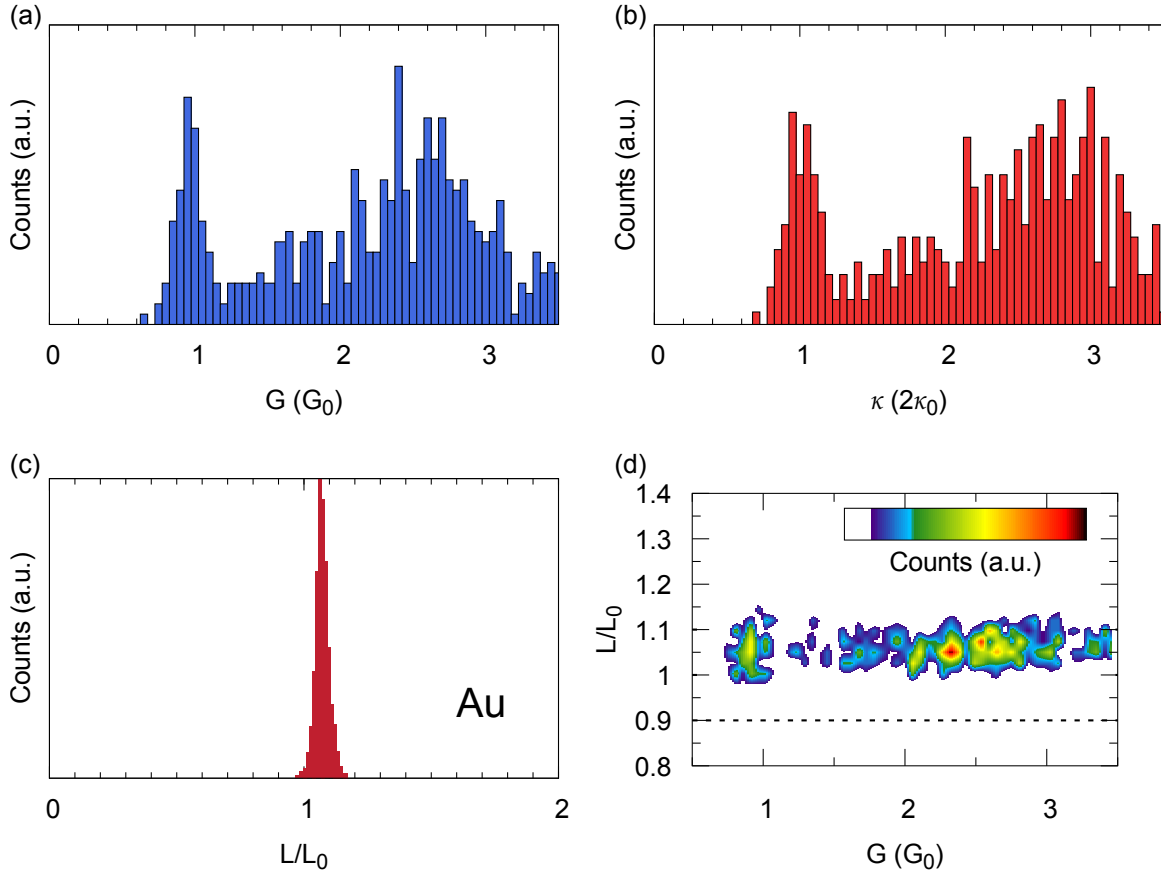 (a)
Counts (a.u.)
0 1 2 3
G (G₀)
(b)
Counts (a.u.)
0 1 2 3
κ (2κ₀)
(c)
Counts (a.u.)
Au
0 1 2
L/L₀
(d)
L/L₀
1.4
1.3
1.2
1.1
1
0.9
0.8
Counts (a.u.)
1 2 3
G (G₀)